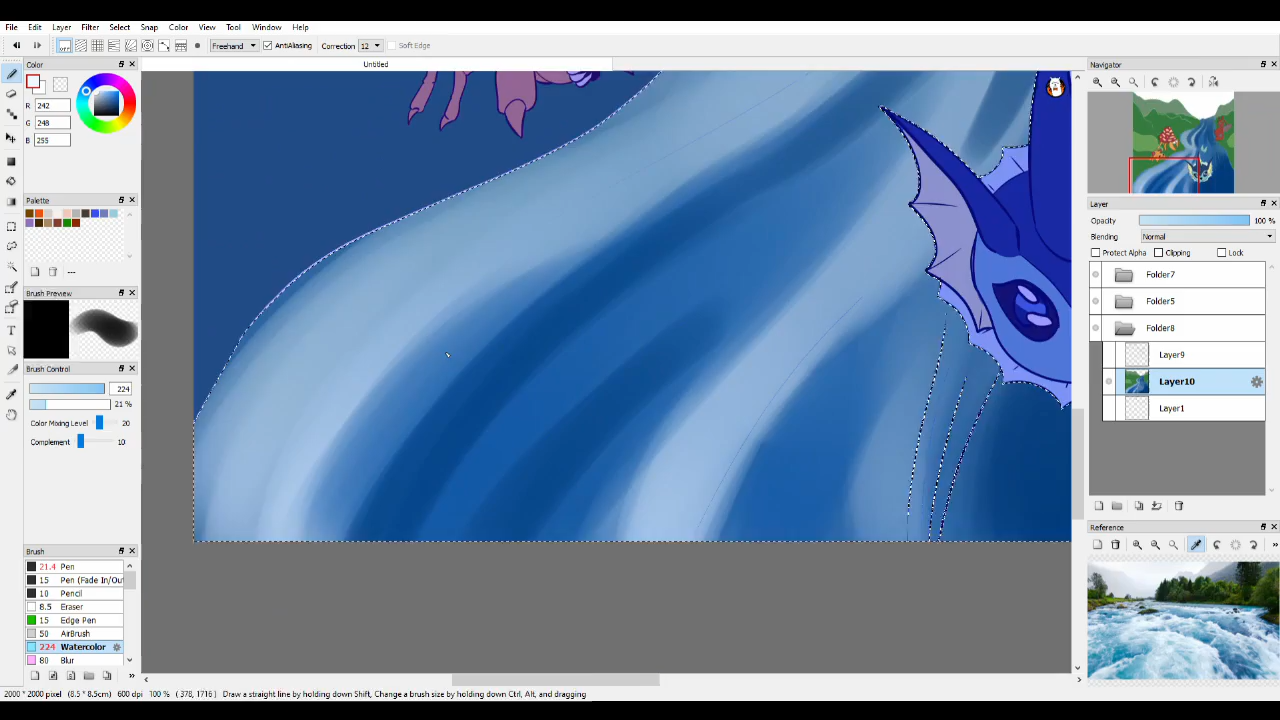 File Edit Layer Filter Select Snap Color View Tool Window Help
Freehand AntiAliasing Correction 12 Soft Edge
Color
Untitled
Navigator
R 242
G 248
B 255
Palette
---
Brush Preview
Brush Control
224
21 %
Color Mixing Level 20
Complement 10
Layer
Opacity 100 %
Blending Normal
Protect Alpha Clipping Lock
Folder7
Folder5
Folder8
Layer9
Layer10
Layer1
Reference
Brush
21.4 Pen
15 Pen (Fade In/Out
10 Pencil
8.5 Eraser
15 Edge Pen
50 AirBrush
224 Watercolor
80 Blur
2000 * 2000 pixel (8.5 * 8.5cm) 600 dpi 100 % ( 378, 1716 ) Draw a straight line by holding down Shift, Change a brush size by holding down Ctrl, Alt, and dragging